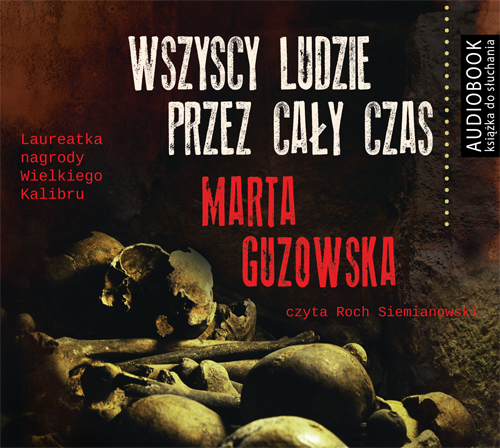 WSZYSCY LUDZIE
PRZEZ CAŁY CZAS
AUDIOBOOK
książka do słuchania
Laureatka
nagrody
Wielkiego
Kalibru
MARTA
GUZOWSKA
czyta Roch Siemianowski